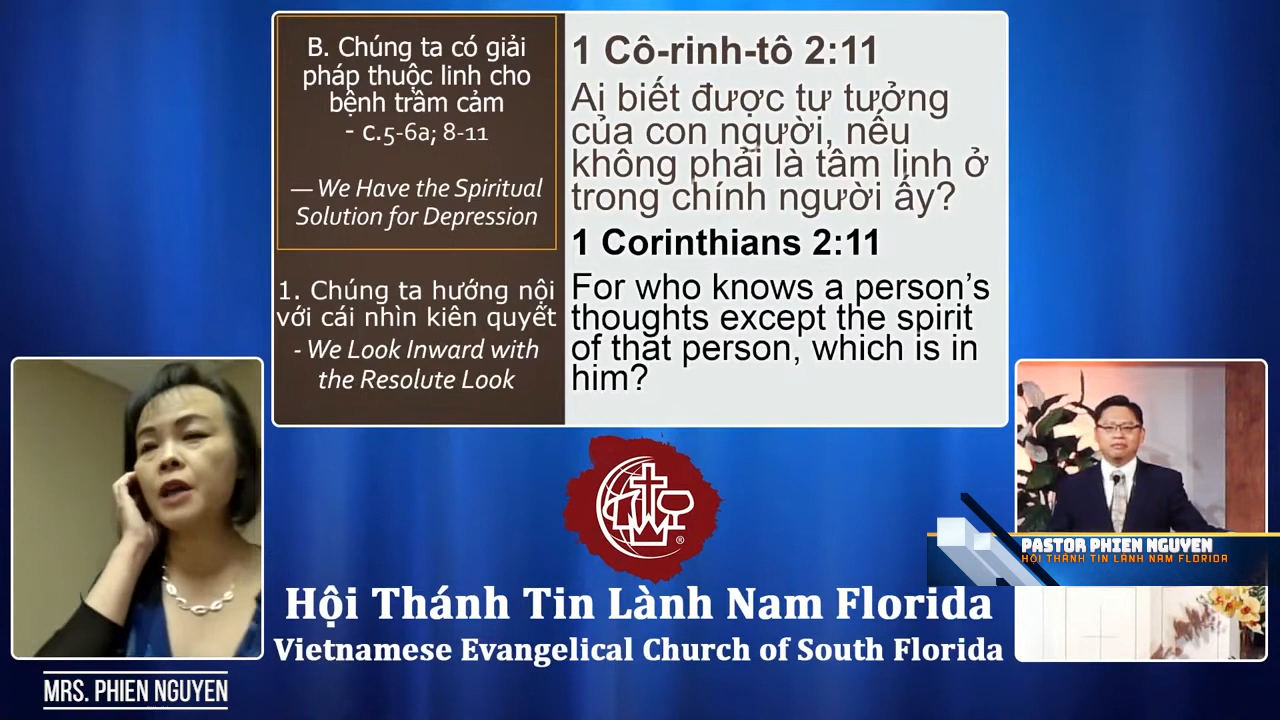 B. Chúng ta có giải
pháp thuộc linh cho
bệnh trầm cảm
- c.5-6a; 8-11
— We Have the Spiritual
Solution for Depression
1. Chúng ta hướng nội
với cái nhìn kiên quyết
- We Look Inward with
the Resolute Look
1 Cô-rinh-tô 2:11
Ai biết được tư tưởng
của con người, nếu
không phải là tâm linh ở
trong chính người ấy?
1 Corinthians 2:11
For who knows a person’s
thoughts except the spirit
of that person, which is in
him?
®
PASTOR PHIEN NGUYEN
HỘI THÁNH TIN LÀNH NAM FLORIDA
Hội Thánh Tin Lành Nam Florida
Vietnamese Evangelical Church of South Florida
MRS. PHIEN NGUYEN